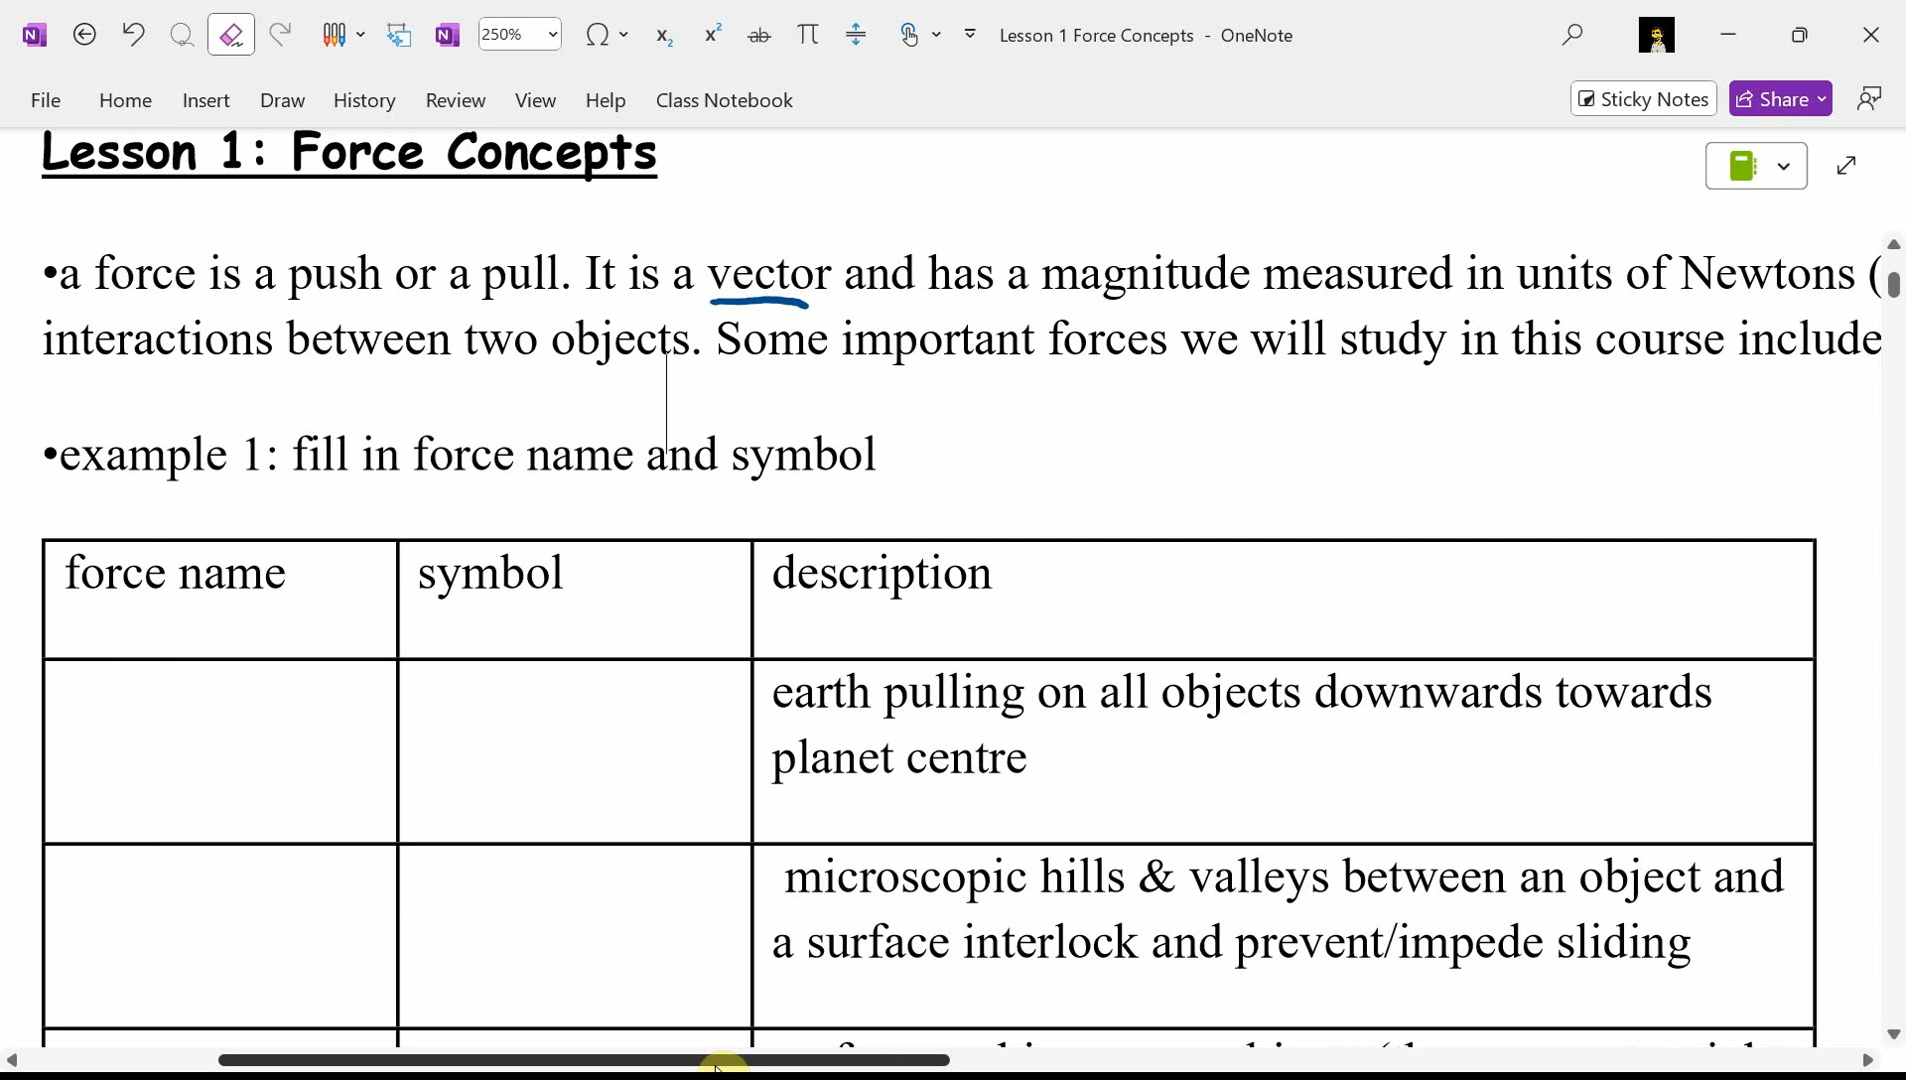 250%
Lesson 1 Force Concepts - OneNote
File Home Insert Draw History Review View Help Class Notebook
Sticky Notes
Share
Lesson 1: Force Concepts
•a force is a push or a pull. It is a vector and has a magnitude measured in units of Newtons (
interactions between two objects. Some important forces we will study in this course include
•example 1: fill in force name and symbol
force name symbol description
earth pulling on all objects downwards towards
planet centre
microscopic hills & valleys between an object and
a surface interlock and prevent/impede sliding